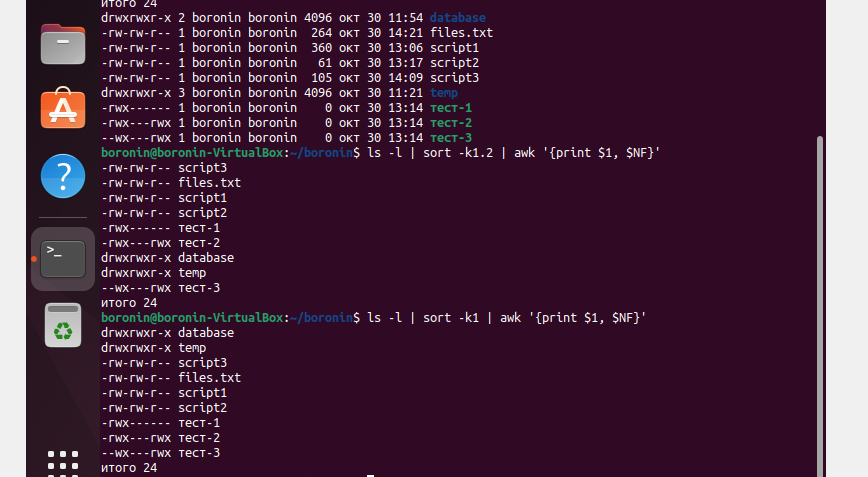 итого 24
drwxrwxr-x 2 boronin boronin 4096 окт 30 11:54 database
-rw-rw-r-- 1 boronin boronin  264 окт 30 14:21 files.txt
-rw-rw-r-- 1 boronin boronin  360 окт 30 13:06 script1
-rw-rw-r-- 1 boronin boronin   61 окт 30 13:17 script2
-rw-rw-r-- 1 boronin boronin  105 окт 30 14:09 script3
drwxrwxr-x 3 boronin boronin 4096 окт 30 11:21 temp
-rwx------ 1 boronin boronin    0 окт 30 13:14 тест-1
-rwx---rwx 1 boronin boronin    0 окт 30 13:14 тест-2
--wx---rwx 1 boronin boronin    0 окт 30 13:14 тест-3
boronin@boronin-VirtualBox:~/boronin$ ls -l | sort -k1.2 | awk '{print $1, $NF}'
-rw-rw-r-- script3
-rw-rw-r-- files.txt
-rw-rw-r-- script1
-rw-rw-r-- script2
-rwx------ тест-1
-rwx---rwx тест-2
drwxrwxr-x database
drwxrwxr-x temp
--wx---rwx тест-3
итого 24
boronin@boronin-VirtualBox:~/boronin$ ls -l | sort -k1 | awk '{print $1, $NF}'
drwxrwxr-x database
drwxrwxr-x temp
-rw-rw-r-- script3
-rw-rw-r-- files.txt
-rw-rw-r-- script1
-rw-rw-r-- script2
-rwx------ тест-1
-rwx---rwx тест-2
--wx---rwx тест-3
итого 24